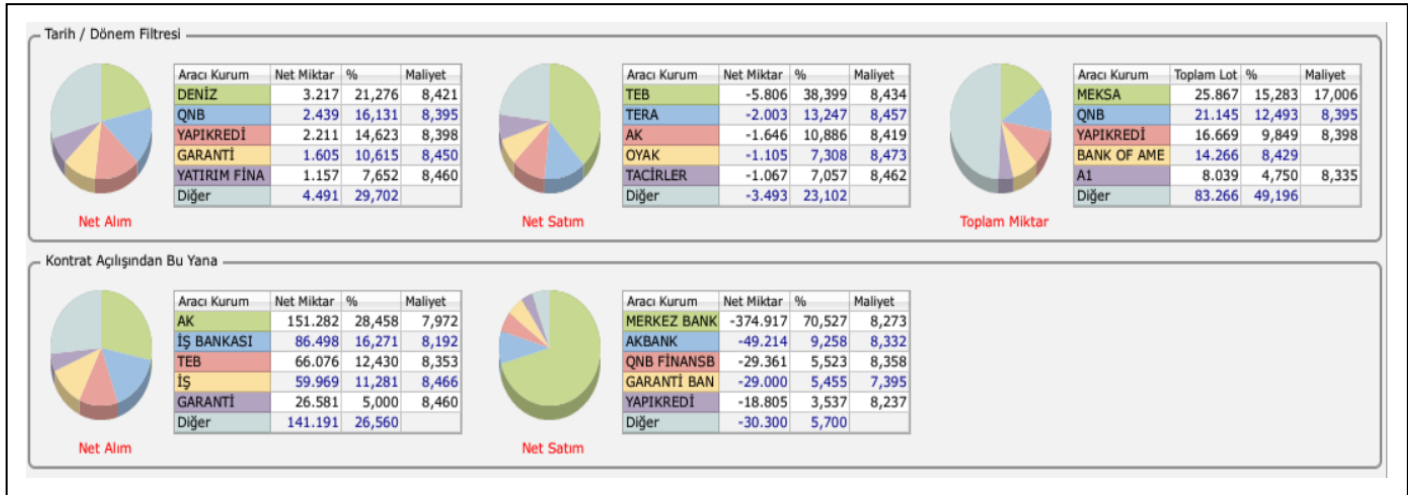 Tarih / Dönem Filtresi
Aracı Kurum Net Miktar % Maliyet
DENİZ 3.217 21,276 8,421
QNB 2.439 16,131 8,395
YAPIKREDİ 2.211 14,623 8,398
GARANTİ 1.605 10,615 8,450
YATIRIM FİNA 1.157 7,652 8,460
Diğer 4.491 29,702
Net Alım
Aracı Kurum Net Miktar % Maliyet
TEB -5.806 38,399 8,434
TERA -2.003 13,247 8,457
AK -1.646 10,886 8,419
OYAK -1.105 7,308 8,473
TACİRLER -1.067 7,057 8,462
Diğer -3.493 23,102
Net Satım
Aracı Kurum Toplam Lot % Maliyet
MEKSA 25.867 15,283 17,006
QNB 21.145 12,493 8,395
YAPIKREDİ 16.669 9,849 8,398
BANK OF AME 14.266 8,429
A1 8.039 4,750 8,335
Diğer 83.266 49,196
Toplam Miktar
Kontrat Açılışından Bu Yana
Aracı Kurum Net Miktar % Maliyet
AK 151.282 28,458 7,972
İŞ BANKASI 86.498 16,271 8,192
TEB 66.076 12,430 8,353
İŞ 59.969 11,281 8,466
GARANTİ 26.581 5,000 8,460
Diğer 141.191 26,560
Net Alım
Aracı Kurum Net Miktar % Maliyet
MERKEZ BANK -374.917 70,527 8,273
AKBANK -49.214 9,258 8,332
QNB FİNANSB -29.361 5,523 8,358
GARANTİ BAN -29.000 5,455 7,395
YAPIKREDİ -18.805 3,537 8,237
Diğer -30.300 5,700
Net Satım